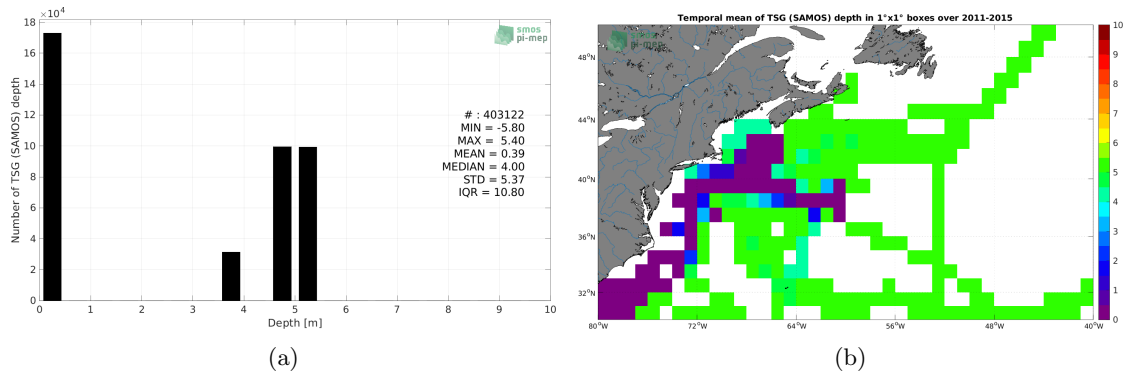 ×10⁴
18
16
14
12
10
8
6
4
2
0
Number of TSG (SAMOS) depth
0 1 2 3 4 5 6 7 8 9 10
Depth [m]
smos
pi-mep
# : 403122
MIN = -5.80
MAX = 5.40
MEAN = 0.39
MEDIAN = 4.00
STD = 5.37
IQR = 10.80
(a)
Temporal mean of TSG (SAMOS) depth in 1°x1° boxes over 2011-2015
smos
pi-mep
48°N
44°N
40°N
36°N
32°N
80°W 72°W 64°W 56°W 48°W 40°W
10
9
8
7
6
5
4
3
2
1
0
(b)